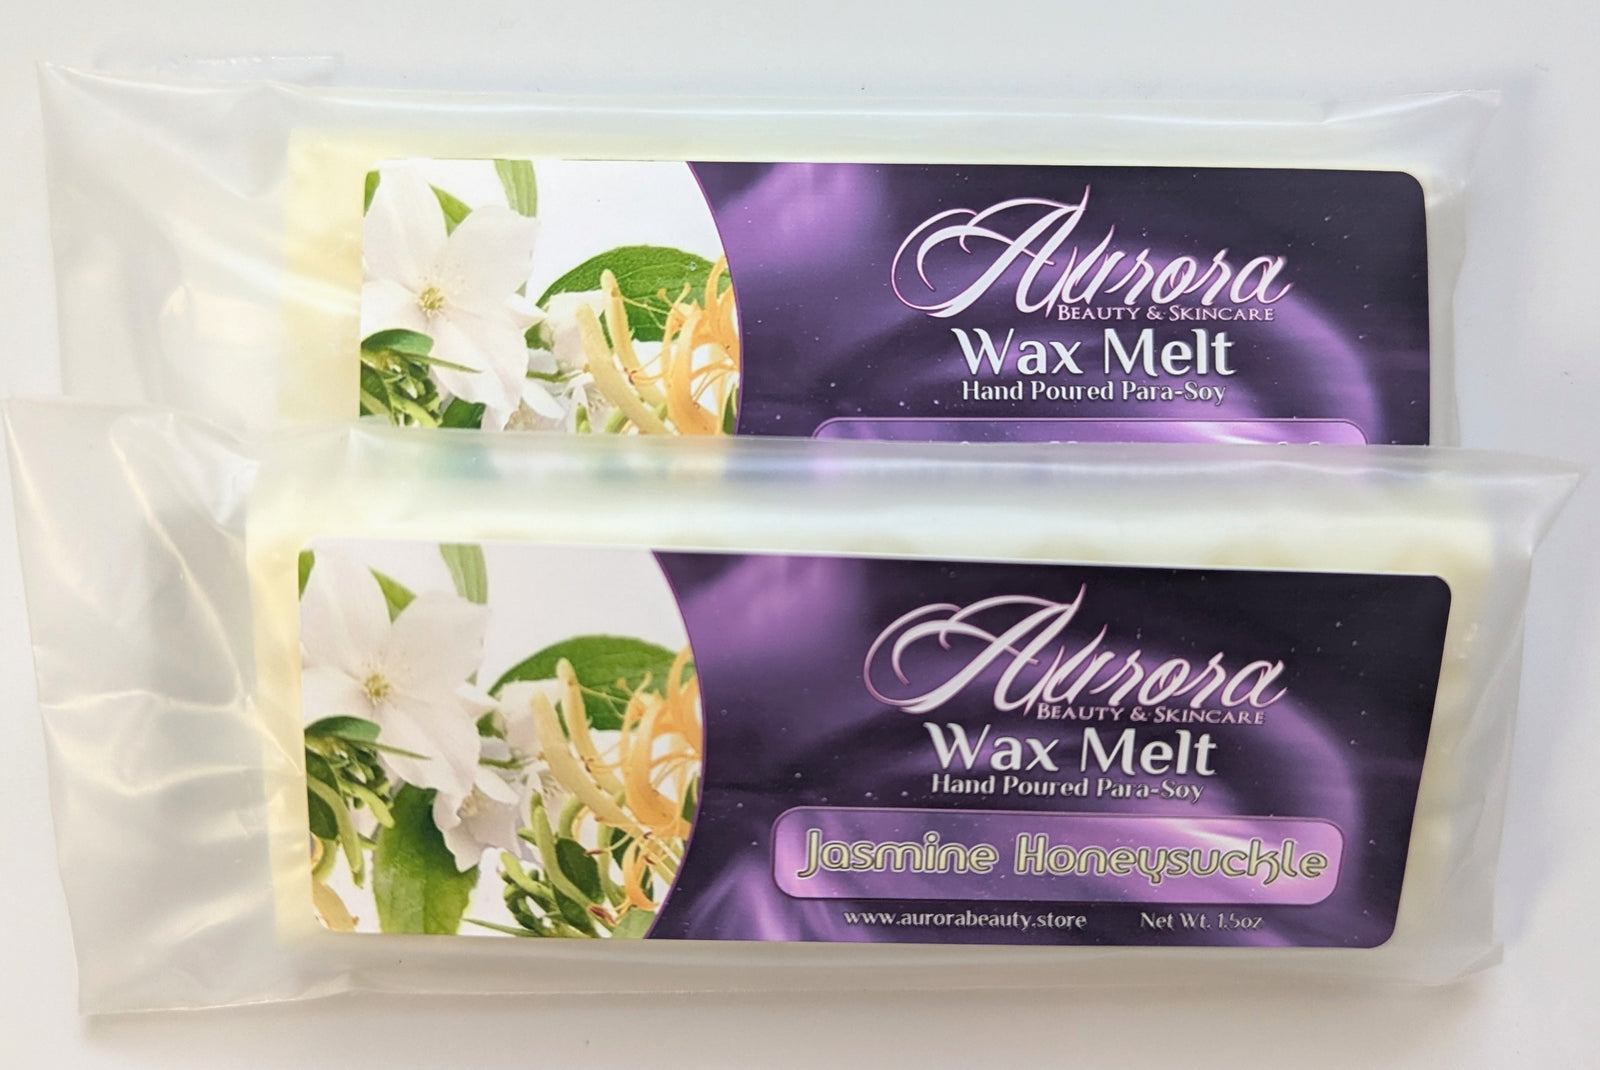 Aurora
BEAUTY & SKINCARE
Wax Melt
Hand Poured Para-Soy
Aurora
BEAUTY & SKINCARE
Wax Melt
Hand Poured Para-Soy
Jasmine Honeysuckle
www.aurorabeauty.store Net Wt. 1.5oz